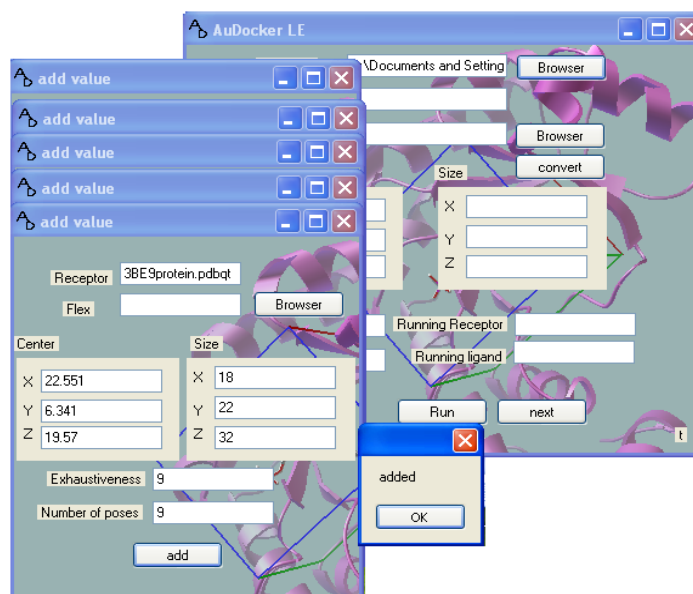 AuDocker LE
\Documents and Setting
Browser
Browser
convert
Size
X
Y
Z
Running Receptor
Running ligand
Run
next
t
add value
add value
add value
add value
add value
Receptor
3BE9protein.pdbqt
Flex
Browser
Center
Size
X
22.551
X
18
Y
6.341
Y
22
Z
19.57
Z
32
Exhaustiveness
9
Number of poses
9
add
added
OK